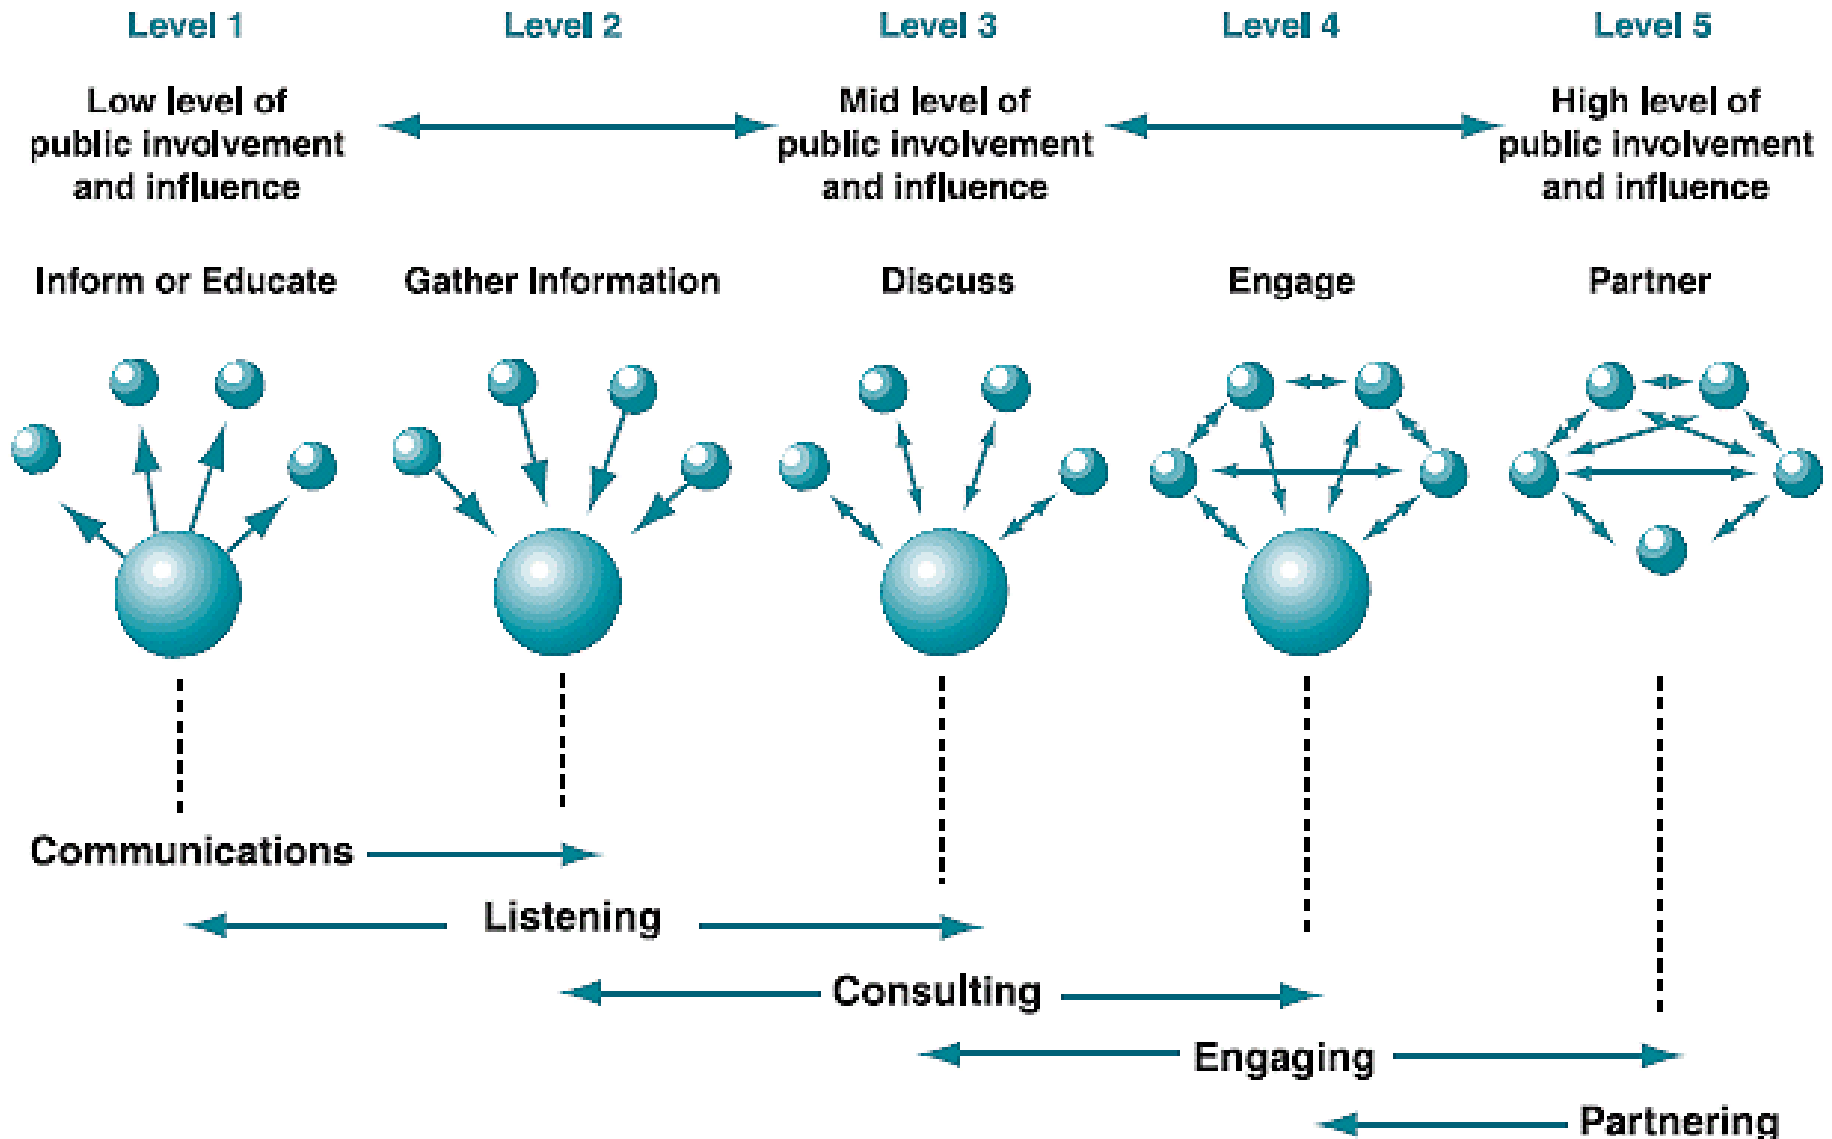 Level 1
Level 2
Level 3
Level 4
Level 5
Low level of
public involvement
and influence
Mid level of
public involvement
and influence
High level of
public involvement
and influence
Inform or Educate
Gather Information
Discuss
Engage
Partner
Communications
Listening
Consulting
Engaging
Partnering